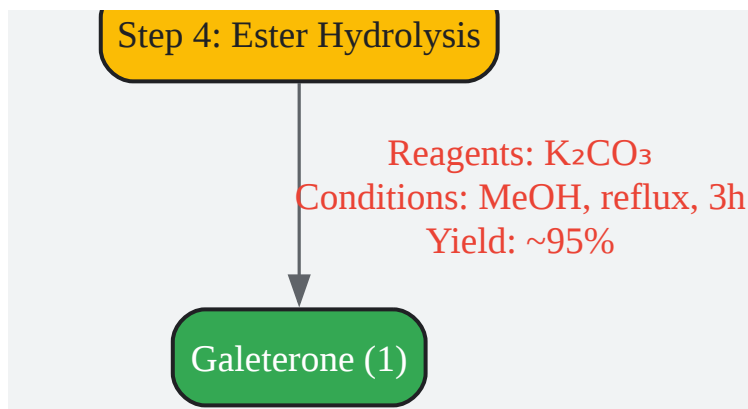 Step 4: Ester Hydrolysis
Reagents: K₂CO₃
Conditions: MeOH, reflux, 3h
Yield: ~95%
Galeterone (1)